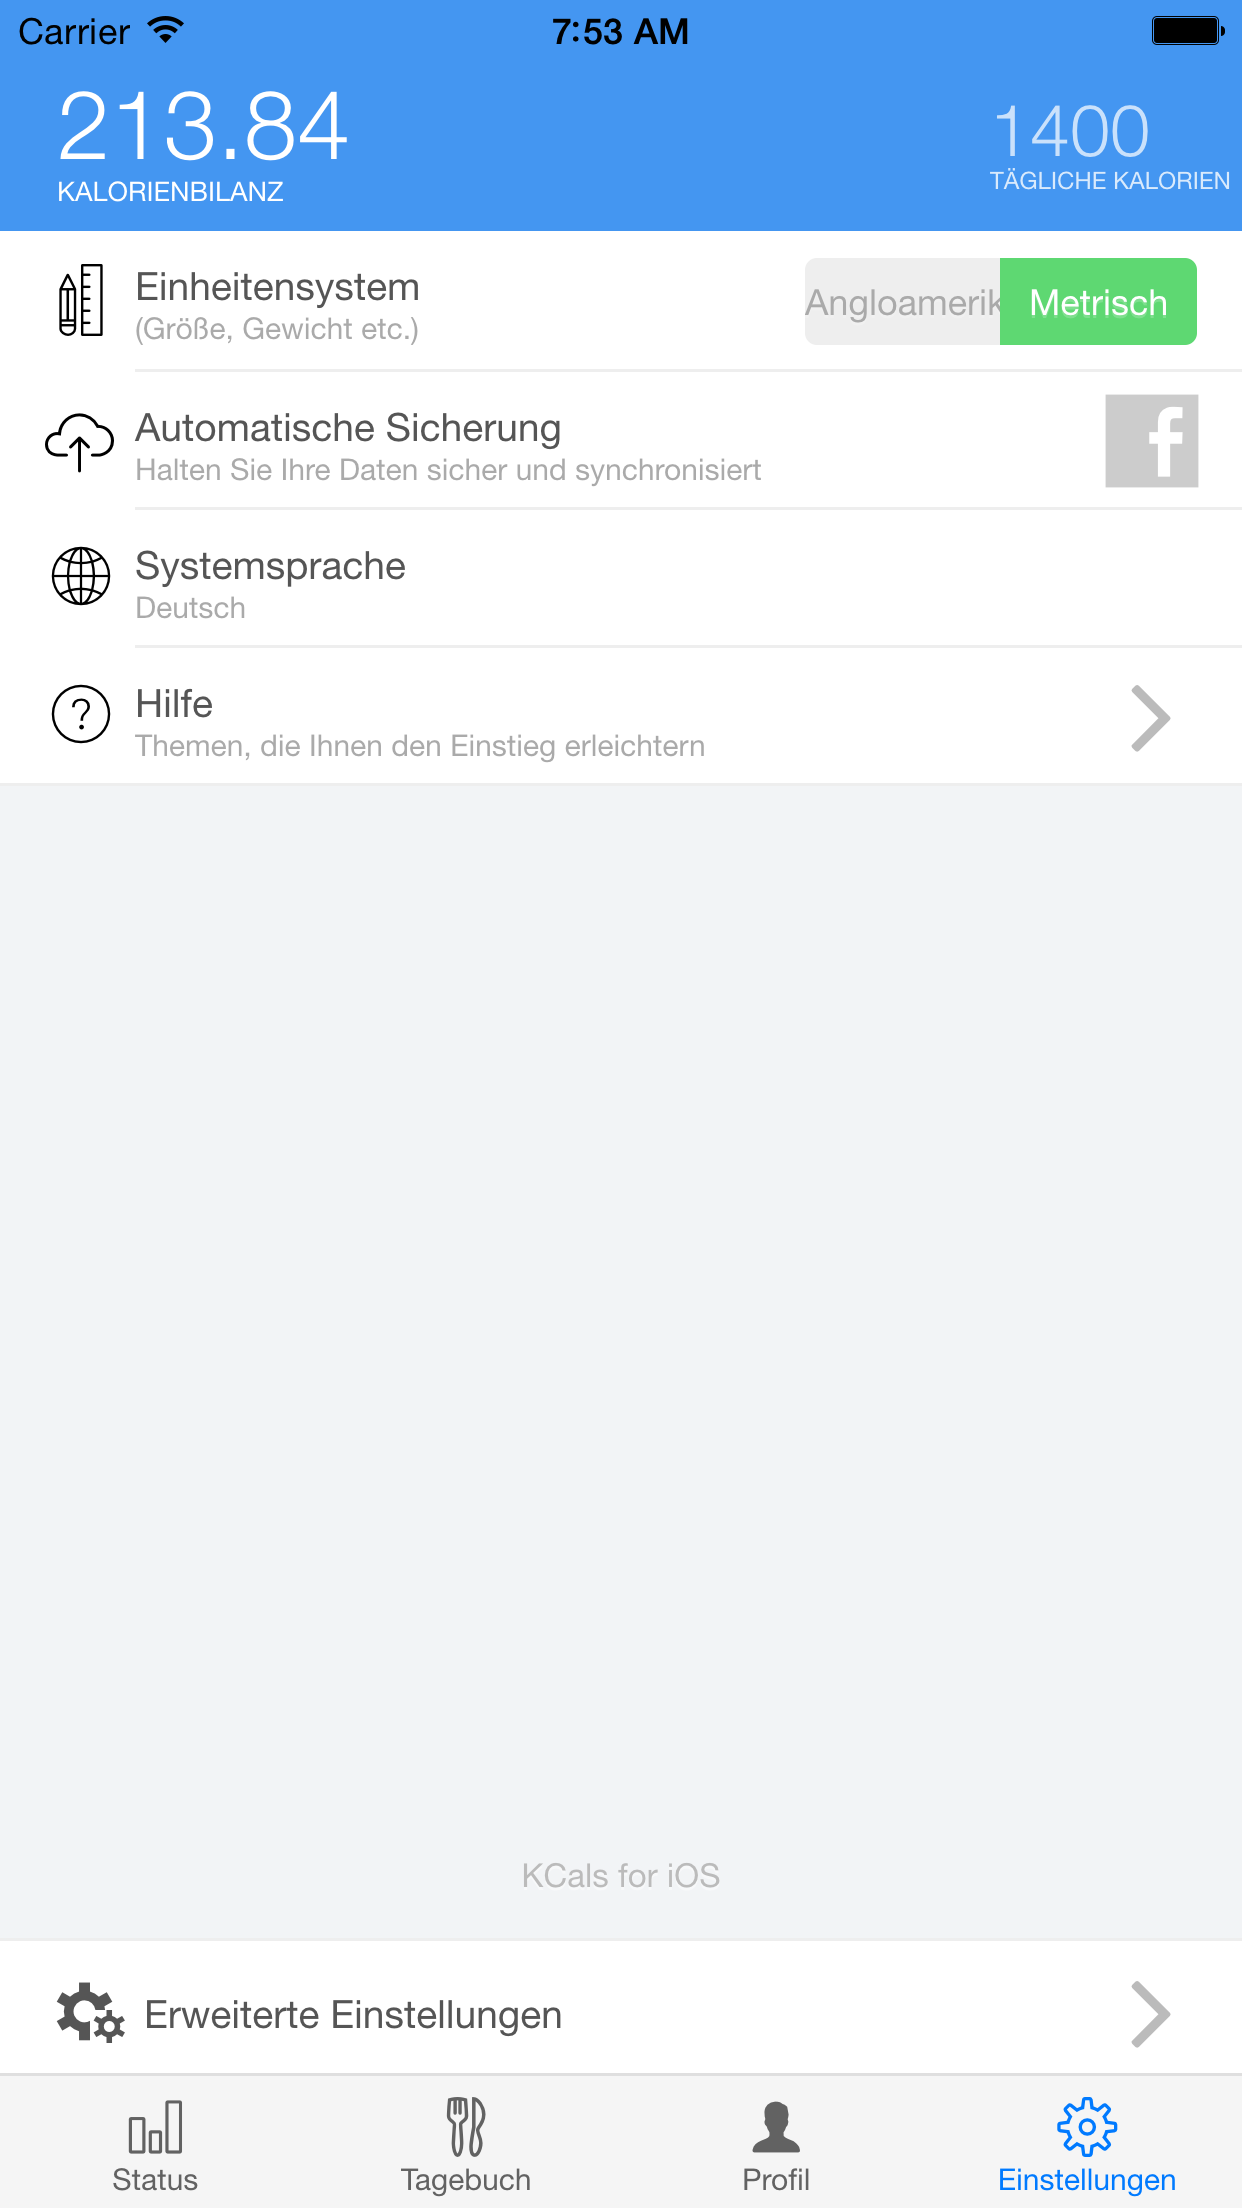 Carrier 7:53 AM
213.84
KALORIENBILANZ
1400
TÄGLICHE KALORIEN
Einheitensystem
(Größe, Gewicht etc.)
Angloamerik
Metrisch
Automatische Sicherung
Halten Sie Ihre Daten sicher und synchronisiert
f
Systemsprache
Deutsch
?
Hilfe
Themen, die Ihnen den Einstieg erleichtern
KCals for iOS
Erweiterte Einstellungen
Status
Tagebuch
Profil
Einstellungen